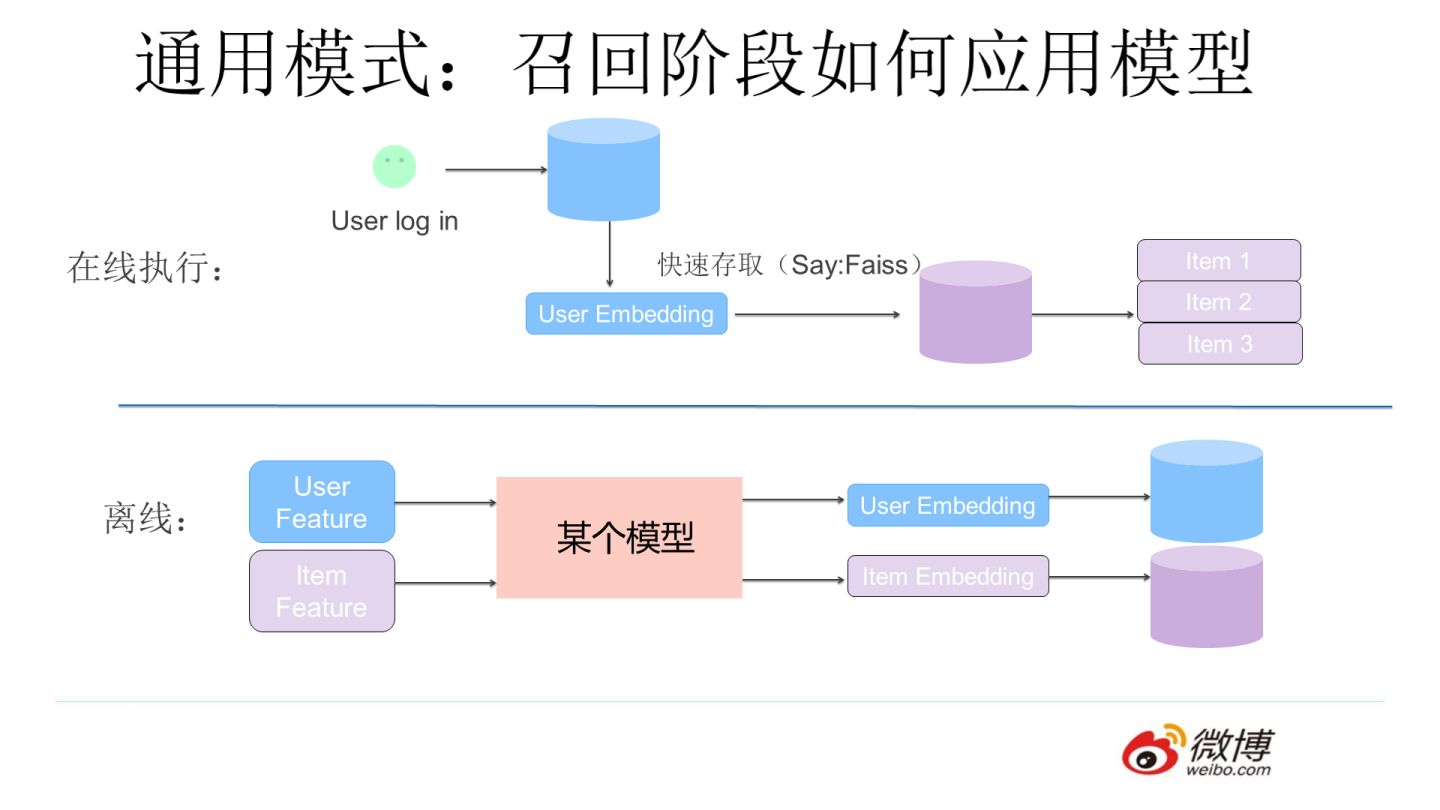 通用模式：召回阶段如何应用模型
User log in
在线执行：
快速存取（Say:Faiss）
User Embedding
Item 1
Item 2
Item 3
离线：
User
Feature
Item
Feature
某个模型
User Embedding
Item Embedding
微博
weibo.com